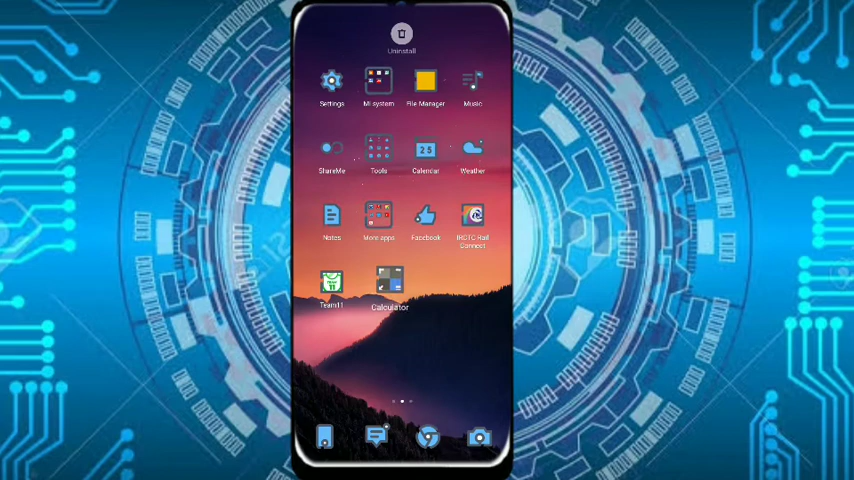 Uninstall
Settings
Mi system
File Manager
Music
ShareMe
Tools
25
Calendar
Weather
Notes
More apps
Facebook
IRCTC Rail
Connect
Team11
Calculator